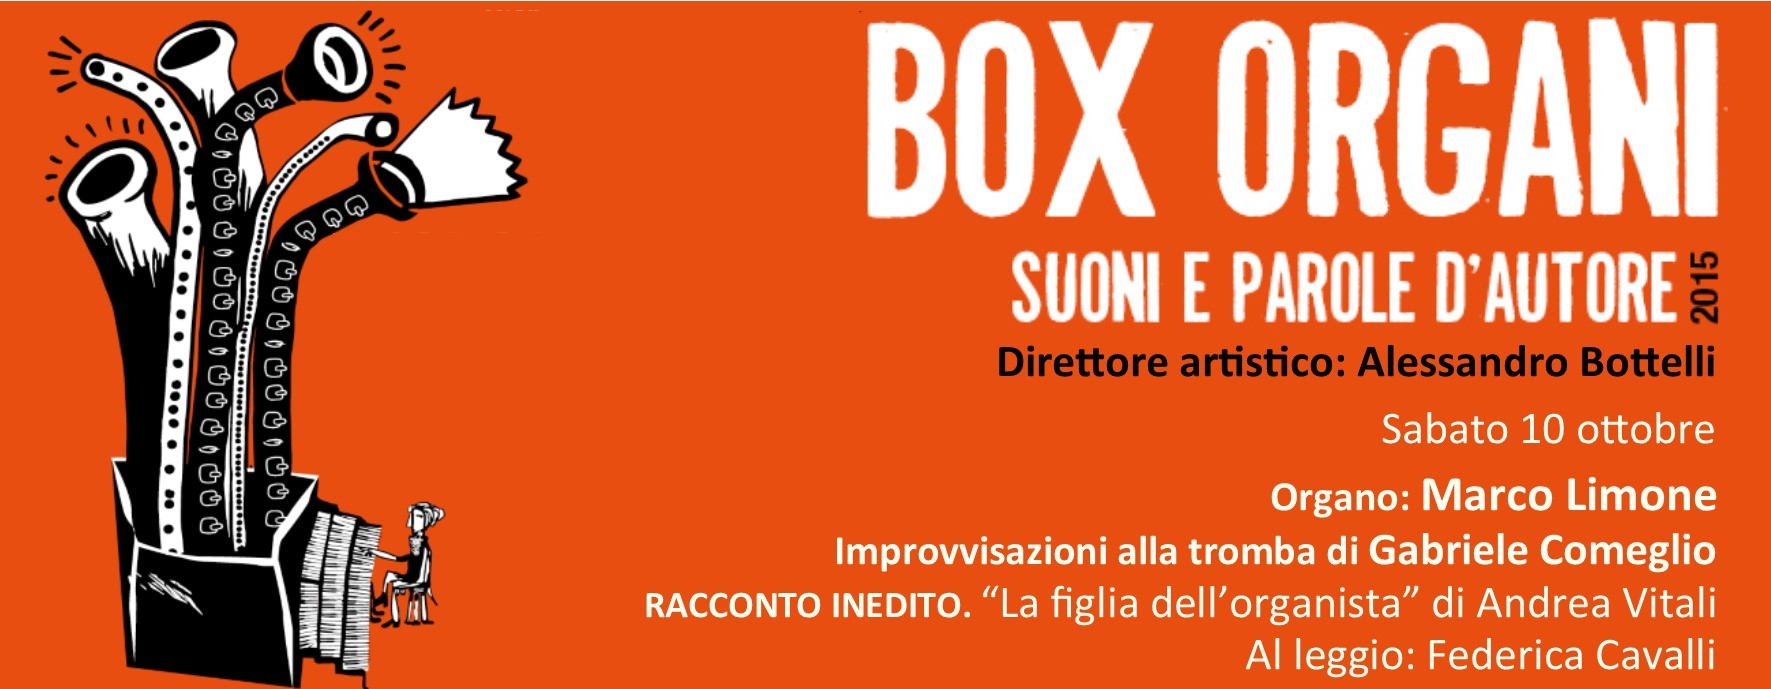 BOX ORGANI
SUONI E PAROLE D'AUTORE 2015
Direttore artistico: Alessandro Bottelli
Sabato 10 ottobre
Organo: Marco Limone
Improvvisazioni alla tromba di Gabriele Comeglio
RACCONTO INEDITO. “La figlia dell’organista” di Andrea Vitali
Al leggio: Federica Cavalli